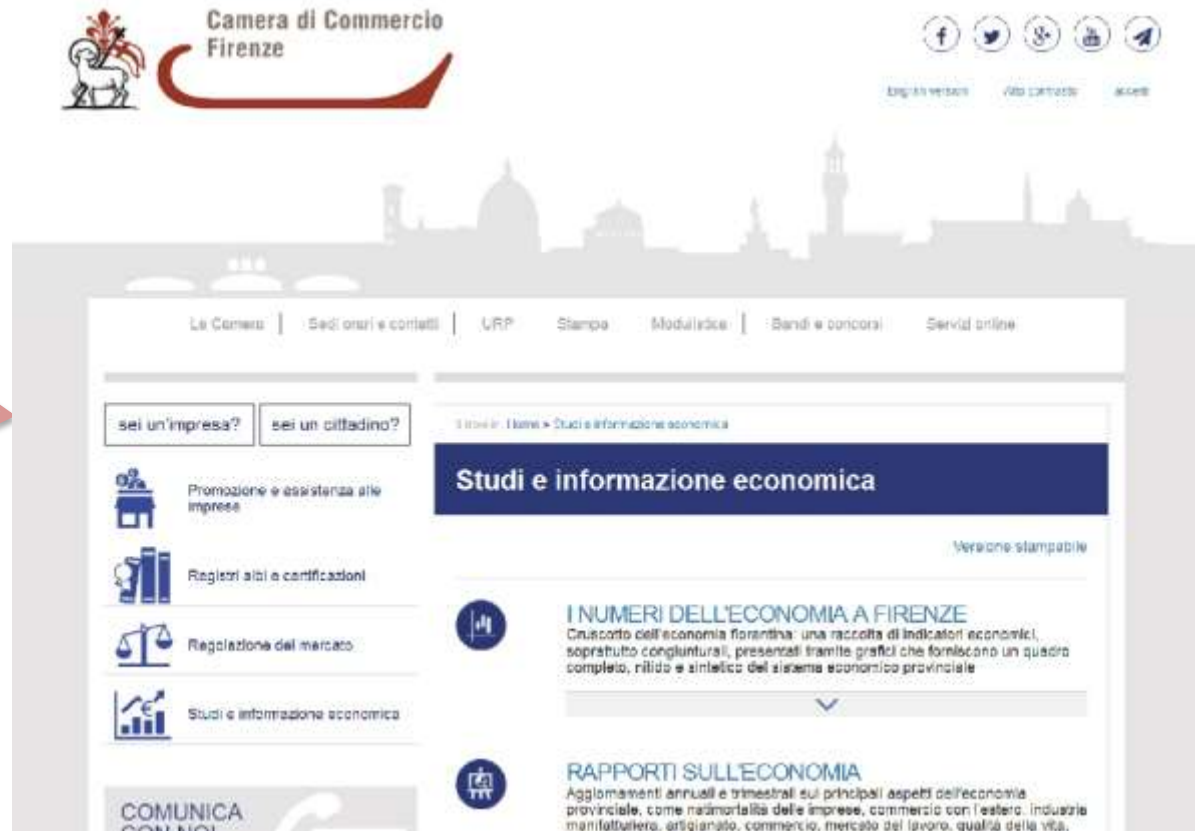 Camera di Commercio
Firenze
English version
Alto contrasto
accedi
La Camera
Sedi orari e contatti
URP
Stampa
Modulistica
Bandi e concorsi
Servizi online
sei un'impresa?
sei un cittadino?
Promozione e assistenza alle
imprese
Registri albi e certificazioni
Regolazione del mercato
Studi e informazione economica
COMUNICA
CON NOI
Home > Studi e informazione economica
Studi e informazione economica
Versione stampabile
I NUMERI DELL'ECONOMIA A FIRENZE
Cruscotto dell'economia fiorentina: una raccolta di indicatori economici,
soprattutto congiunturali, presentati tramite grafici che forniscono un quadro
completo, nitido e sintetico del sistema economico provinciale
RAPPORTI SULL'ECONOMIA
Aggiornamenti annuali e trimestrali sui principali aspetti dell'economia
provinciale, come natimortalità delle imprese, commercio con l'estero, industria
manifatturiera, artigianato, commercio, mercato del lavoro, qualità della vita,